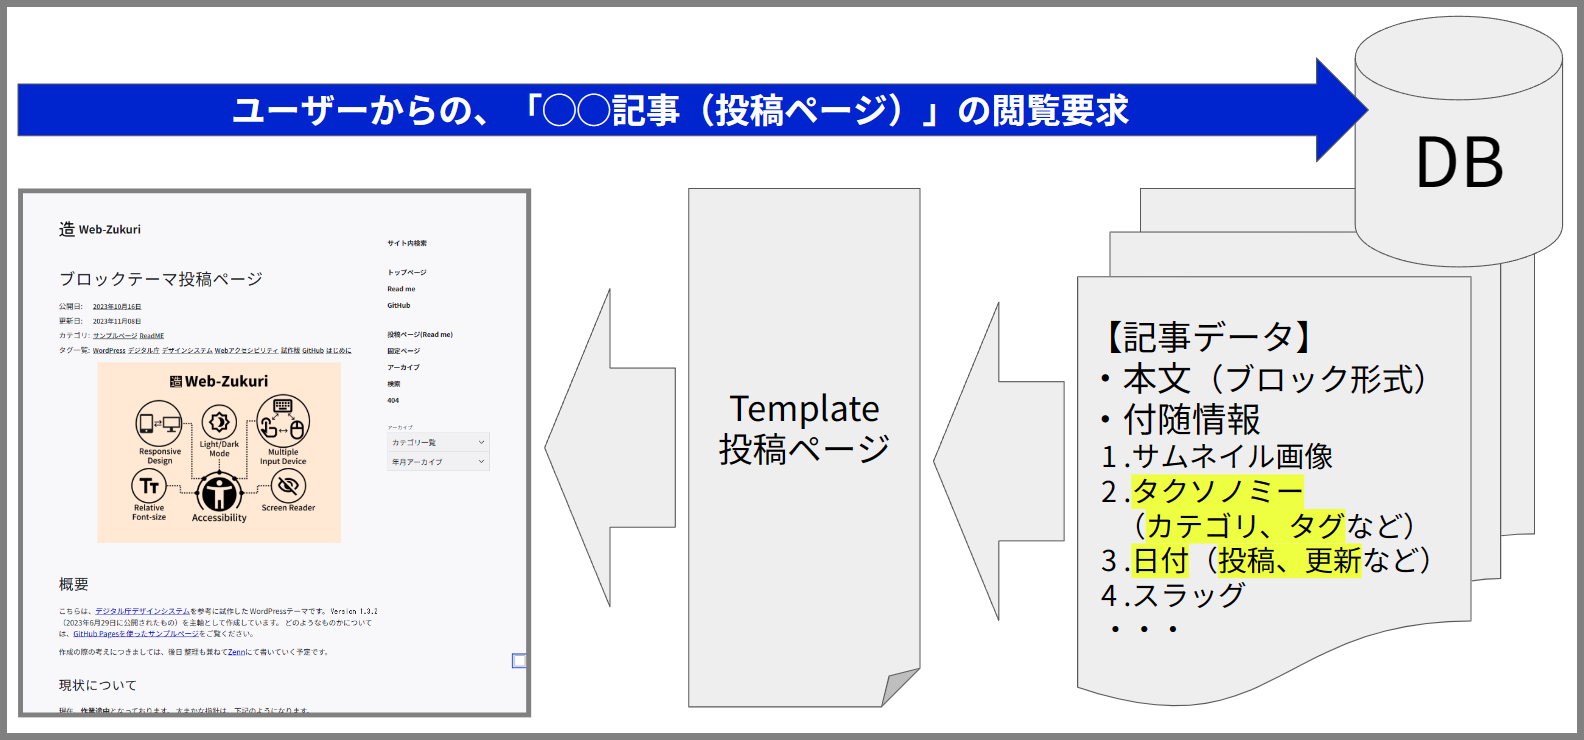 ユーザーからの、「◯◯記事（投稿ページ）」の閲覧要求
DB
造 Web-Zukuri
ブロックテーマ投稿ページ
公開日: 2023年10月16日
更新日: 2023年11月08日
カテゴリ: サンプルページ ReadME
タグ一覧: WordPress デジタル庁 デザインシステム Webアクセシビリティ 試作版 GitHub はじめに
造 Web-Zukuri
Responsive Design
Light/Dark Mode
Multiple Input Device
Relative Font-size
Accessibility
Screen Reader
概要
こちらは、デジタル庁デザインシステムを参考に試作した WordPressテーマです。 Version 1.3.2
（2023年6月29日に公開されたもの）を主軸として作成しています。 どのようなものかについて
は、GitHub Pagesを使ったサンプルページをご覧ください。
作成の際の考えにつきましては、後日 整理も兼ねてZennにて書いていく予定です。
現状について
現在、作業途中となっております。 大まかな指針は、下記のようになります。
サイト内検索
トップページ
Read me
GitHub
投稿ページ(Read me)
固定ページ
アーカイブ
検索
404
アーカイブ
カテゴリ一覧
年月アーカイブ
Template
投稿ページ
【記事データ】
・本文（ブロック形式）
・付随情報
1.サムネイル画像
2.タクソノミー
（カテゴリ、タグなど）
3.日付（投稿、更新など）
4.スラッグ
・・・